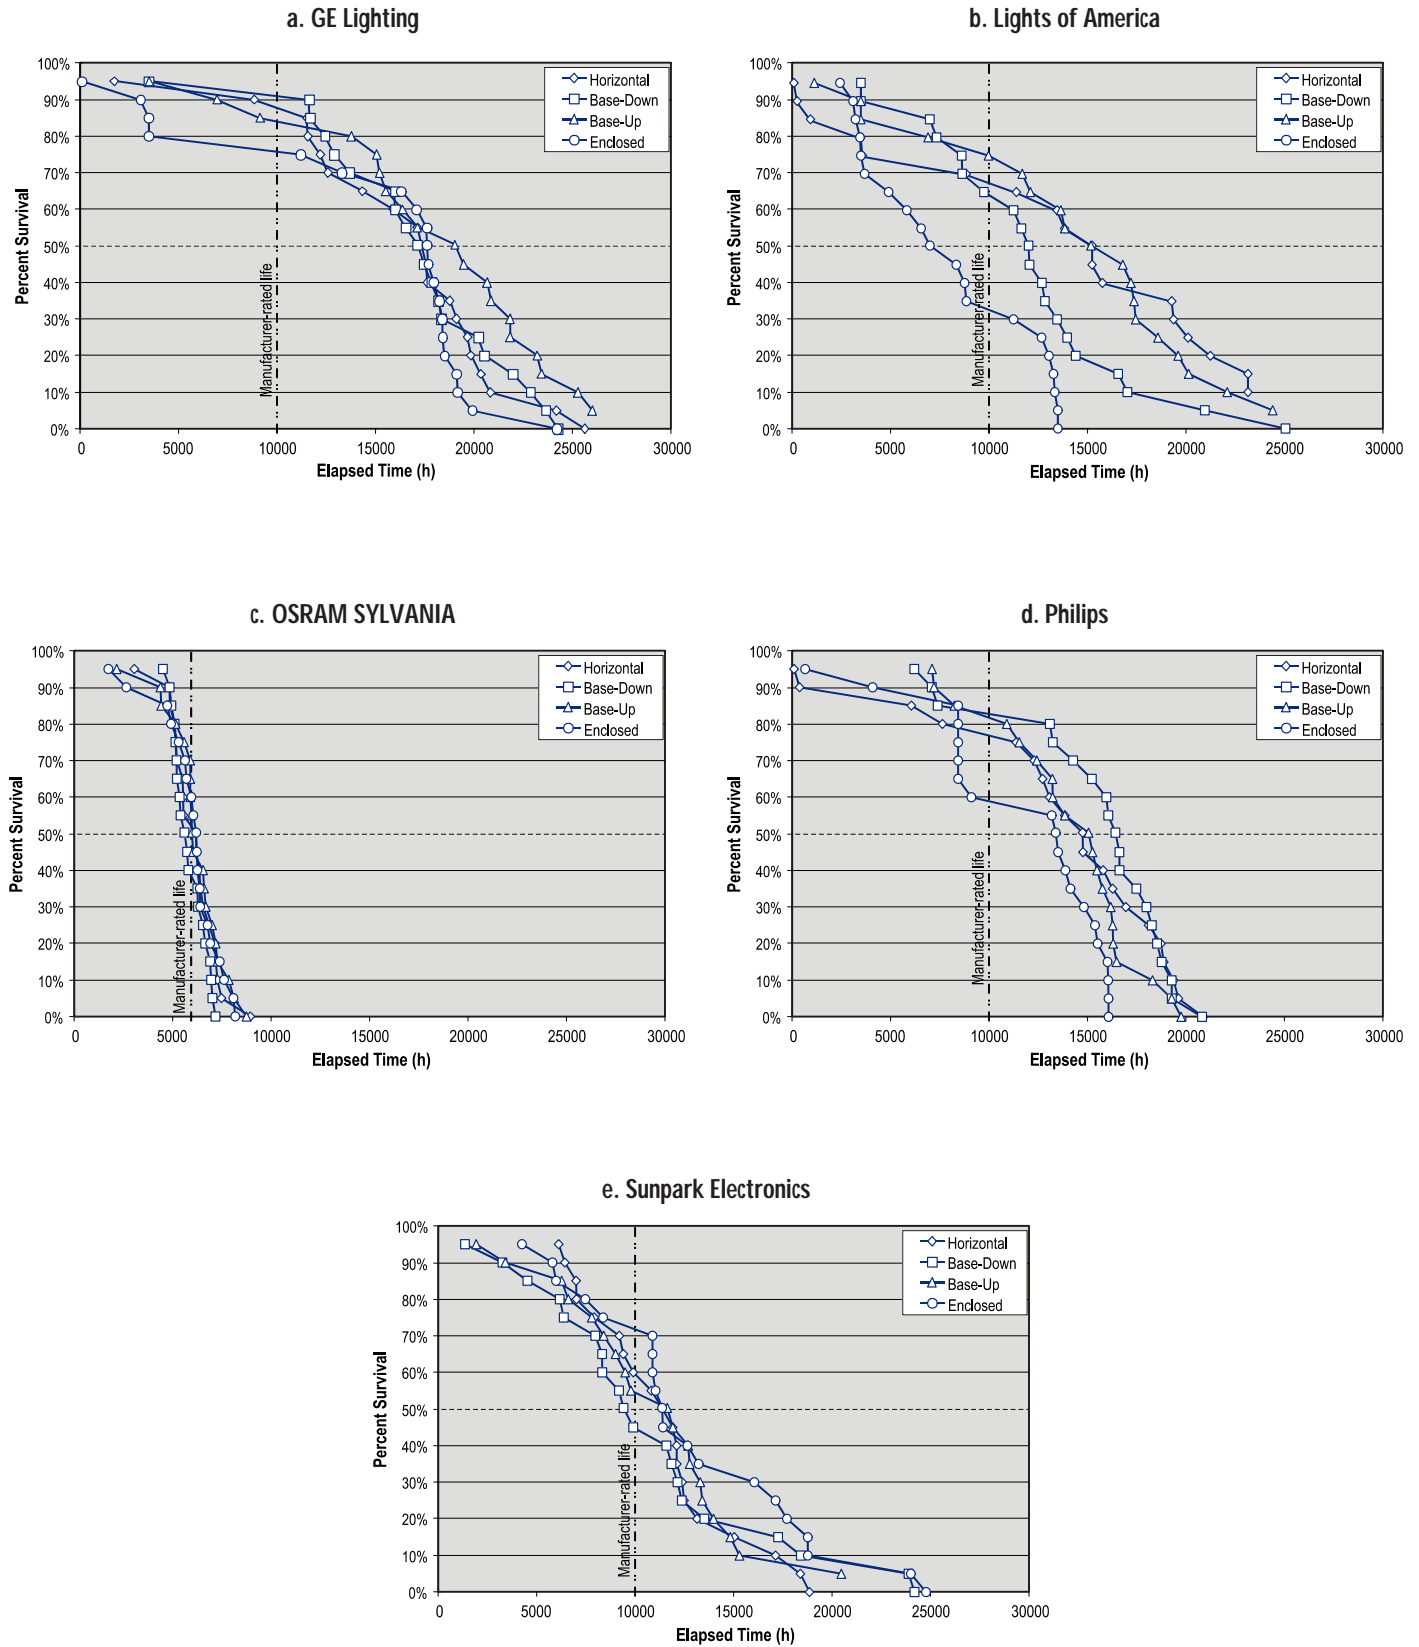 a. GE Lighting
100%
90%
80%
70%
60%
50%
40%
30%
20%
10%
0%
Percent Survival
Manufacturer-rated life
Horizontal
Base-Down
Base-Up
Enclosed
0 5000 10000 15000 20000 25000 30000
Elapsed Time (h)
b. Lights of America
100%
90%
80%
70%
60%
50%
40%
30%
20%
10%
0%
Percent Survival
Manufacturer-rated life
Horizontal
Base-Down
Base-Up
Enclosed
0 5000 10000 15000 20000 25000 30000
Elapsed Time (h)
c. OSRAM SYLVANIA
100%
90%
80%
70%
60%
50%
40%
30%
20%
10%
0%
Percent Survival
Manufacturer-rated life
Horizontal
Base-Down
Base-Up
Enclosed
0 5000 10000 15000 20000 25000 30000
Elapsed Time (h)
d. Philips
100%
90%
80%
70%
60%
50%
40%
30%
20%
10%
0%
Percent Survival
Manufacturer-rated life
Horizontal
Base-Down
Base-Up
Enclosed
0 5000 10000 15000 20000 25000 30000
Elapsed Time (h)
e. Sunpark Electronics
100%
90%
80%
70%
60%
50%
40%
30%
20%
10%
0%
Percent Survival
Manufacturer-rated life
Horizontal
Base-Down
Base-Up
Enclosed
0 5000 10000 15000 20000 25000 30000
Elapsed Time (h)